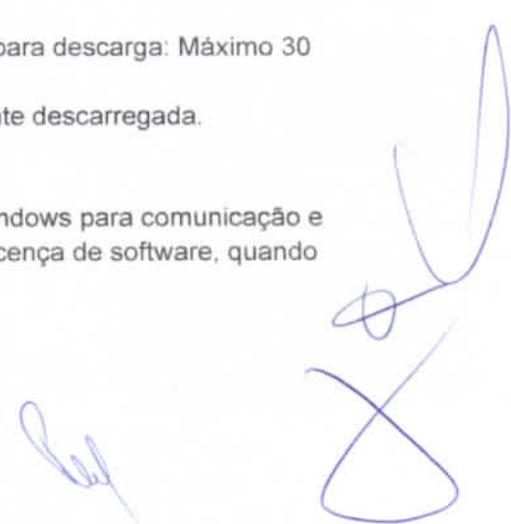 para descarga: Máximo 30
te descarregada.
ndows para comunicação e
cença de software, quando